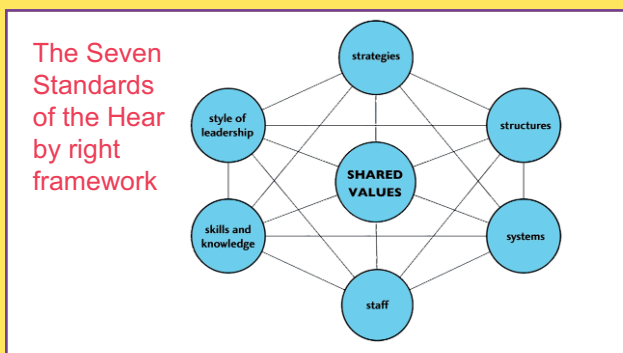 The Seven
Standards
of the Hear
by right
framework
strategies
style of
leadership
structures
SHARED
VALUES
skills and
knowledge
systems
staff